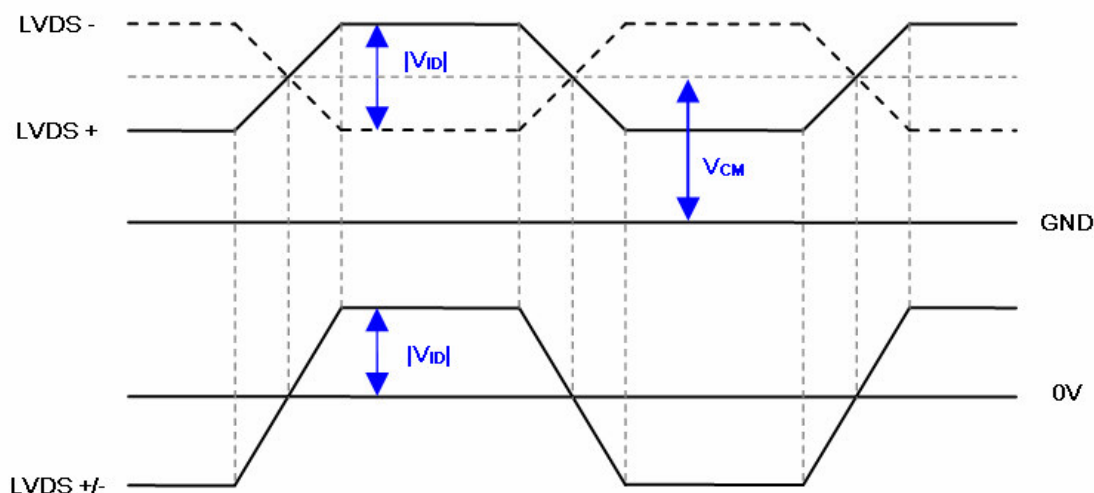 LVDS -
|VID|
LVDS +
VCM
GND
|VID|
0V
LVDS +/-